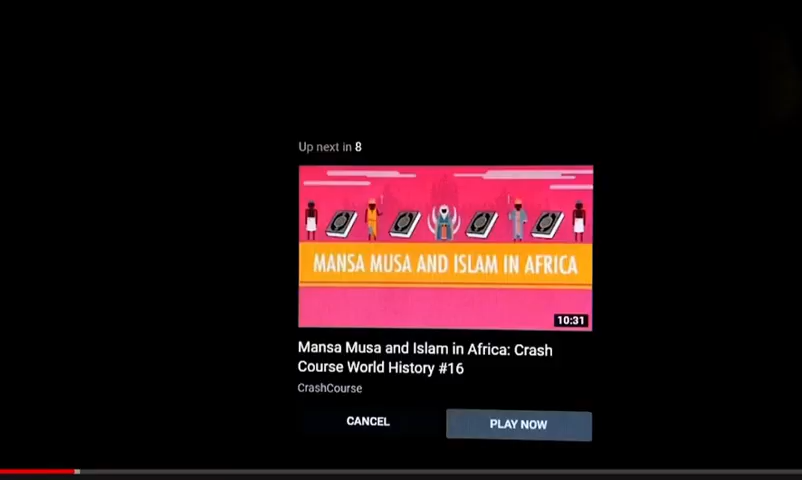 Up next in 8
MANSA MUSA AND ISLAM IN AFRICA
10:31
Mansa Musa and Islam in Africa: Crash
Course World History #16
CrashCourse
CANCEL
PLAY NOW